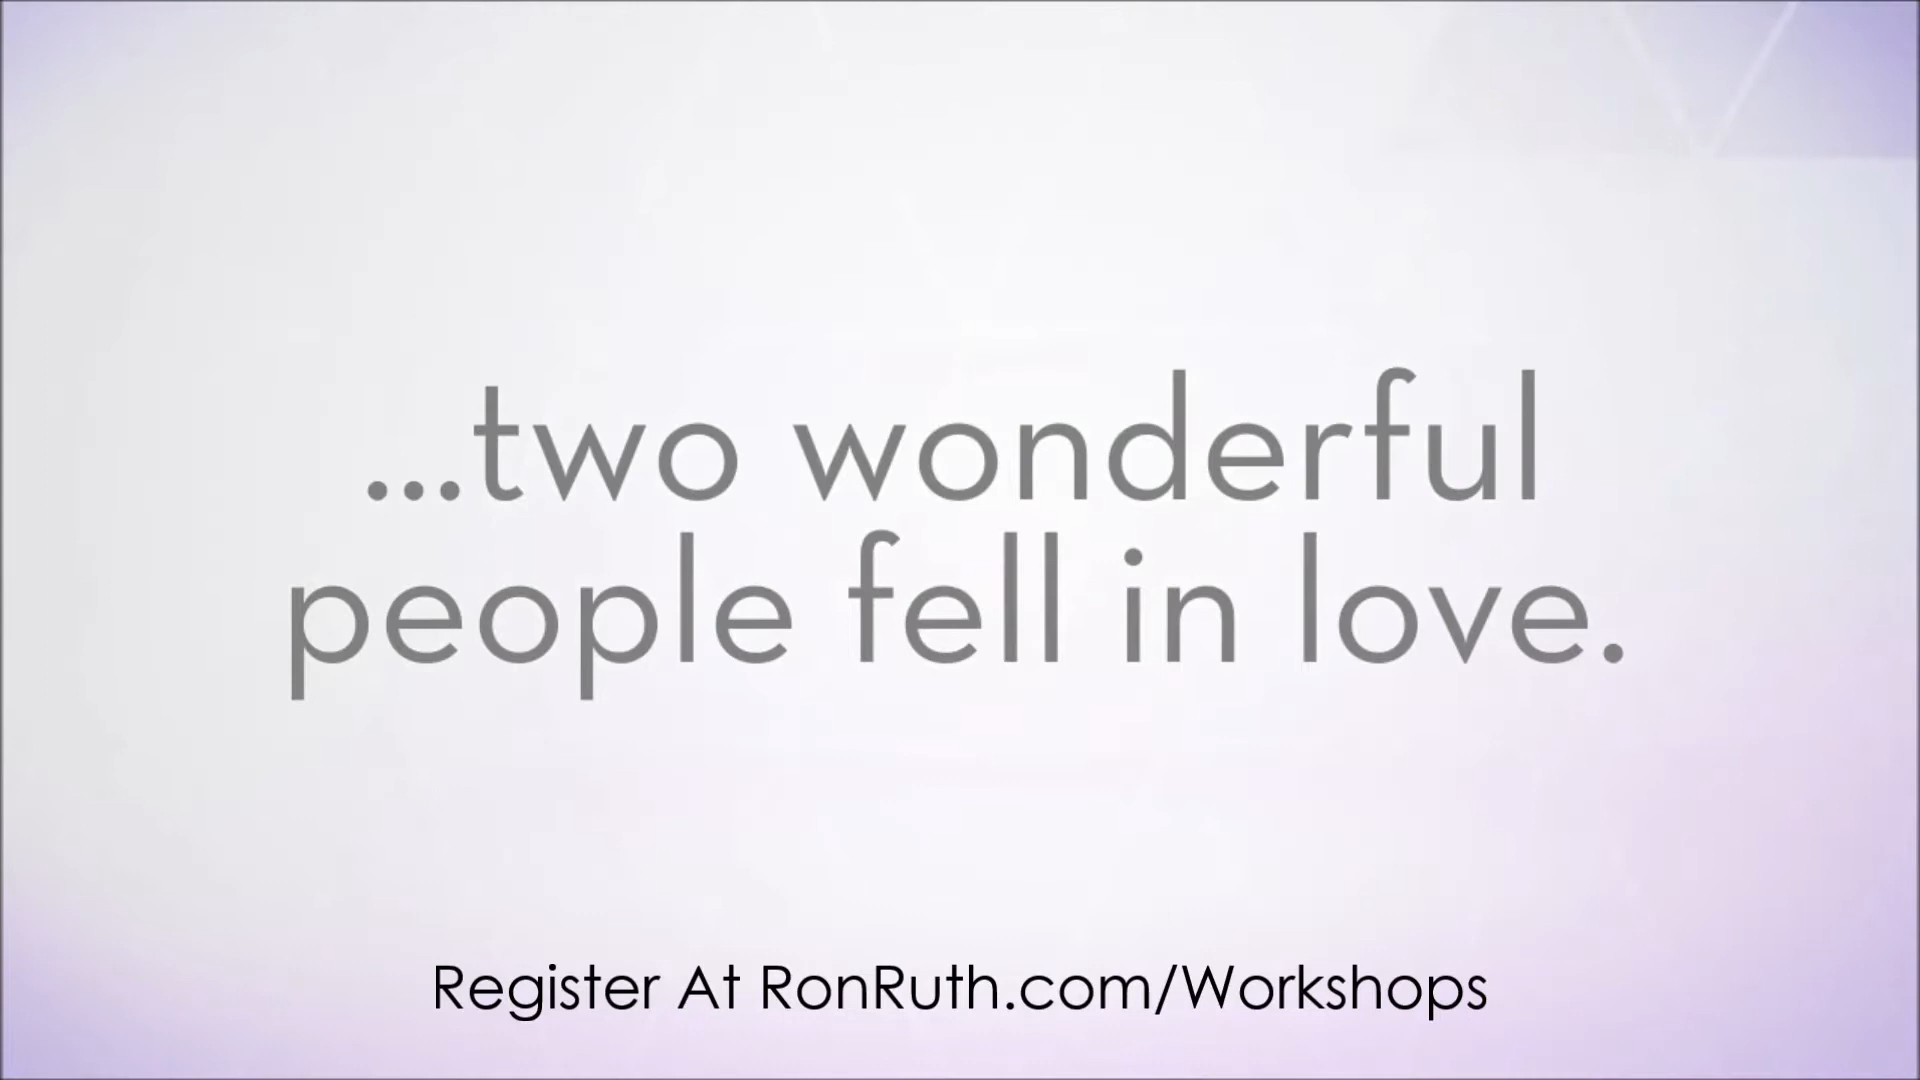 ...two wonderful
people fell in love.
Register At RonRuth.com/Workshops